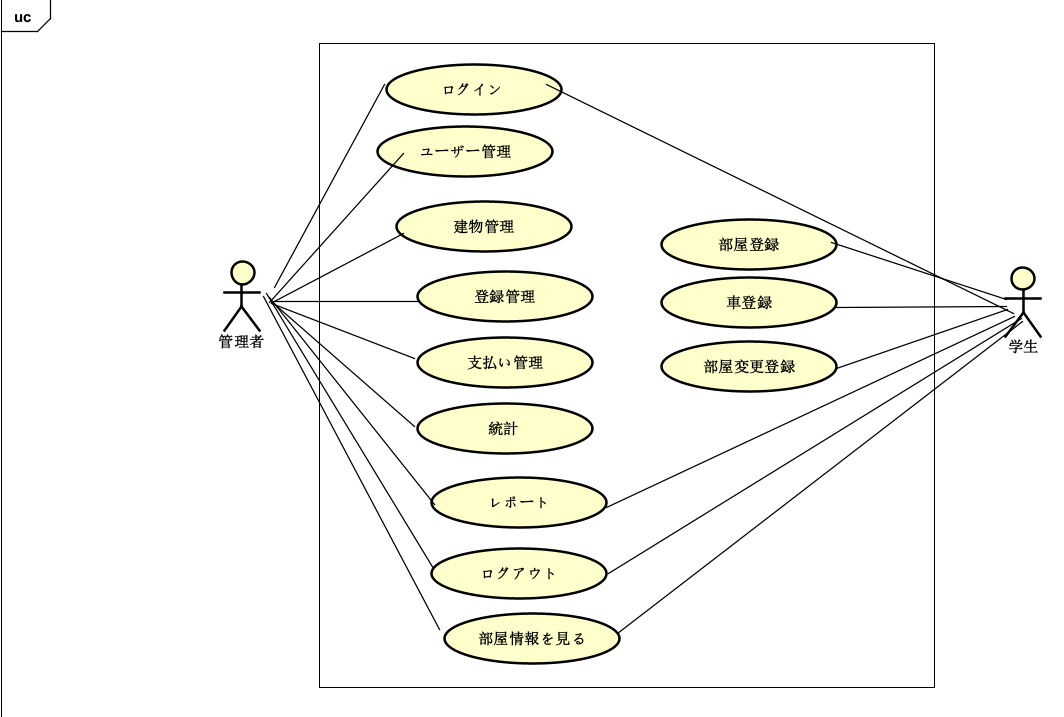 uc
ログイン
ユーザー管理
建物管理
部屋登録
登録管理
車登録
管理者
学生
支払い管理
部屋変更登録
統計
レポート
ログアウト
部屋情報を見る